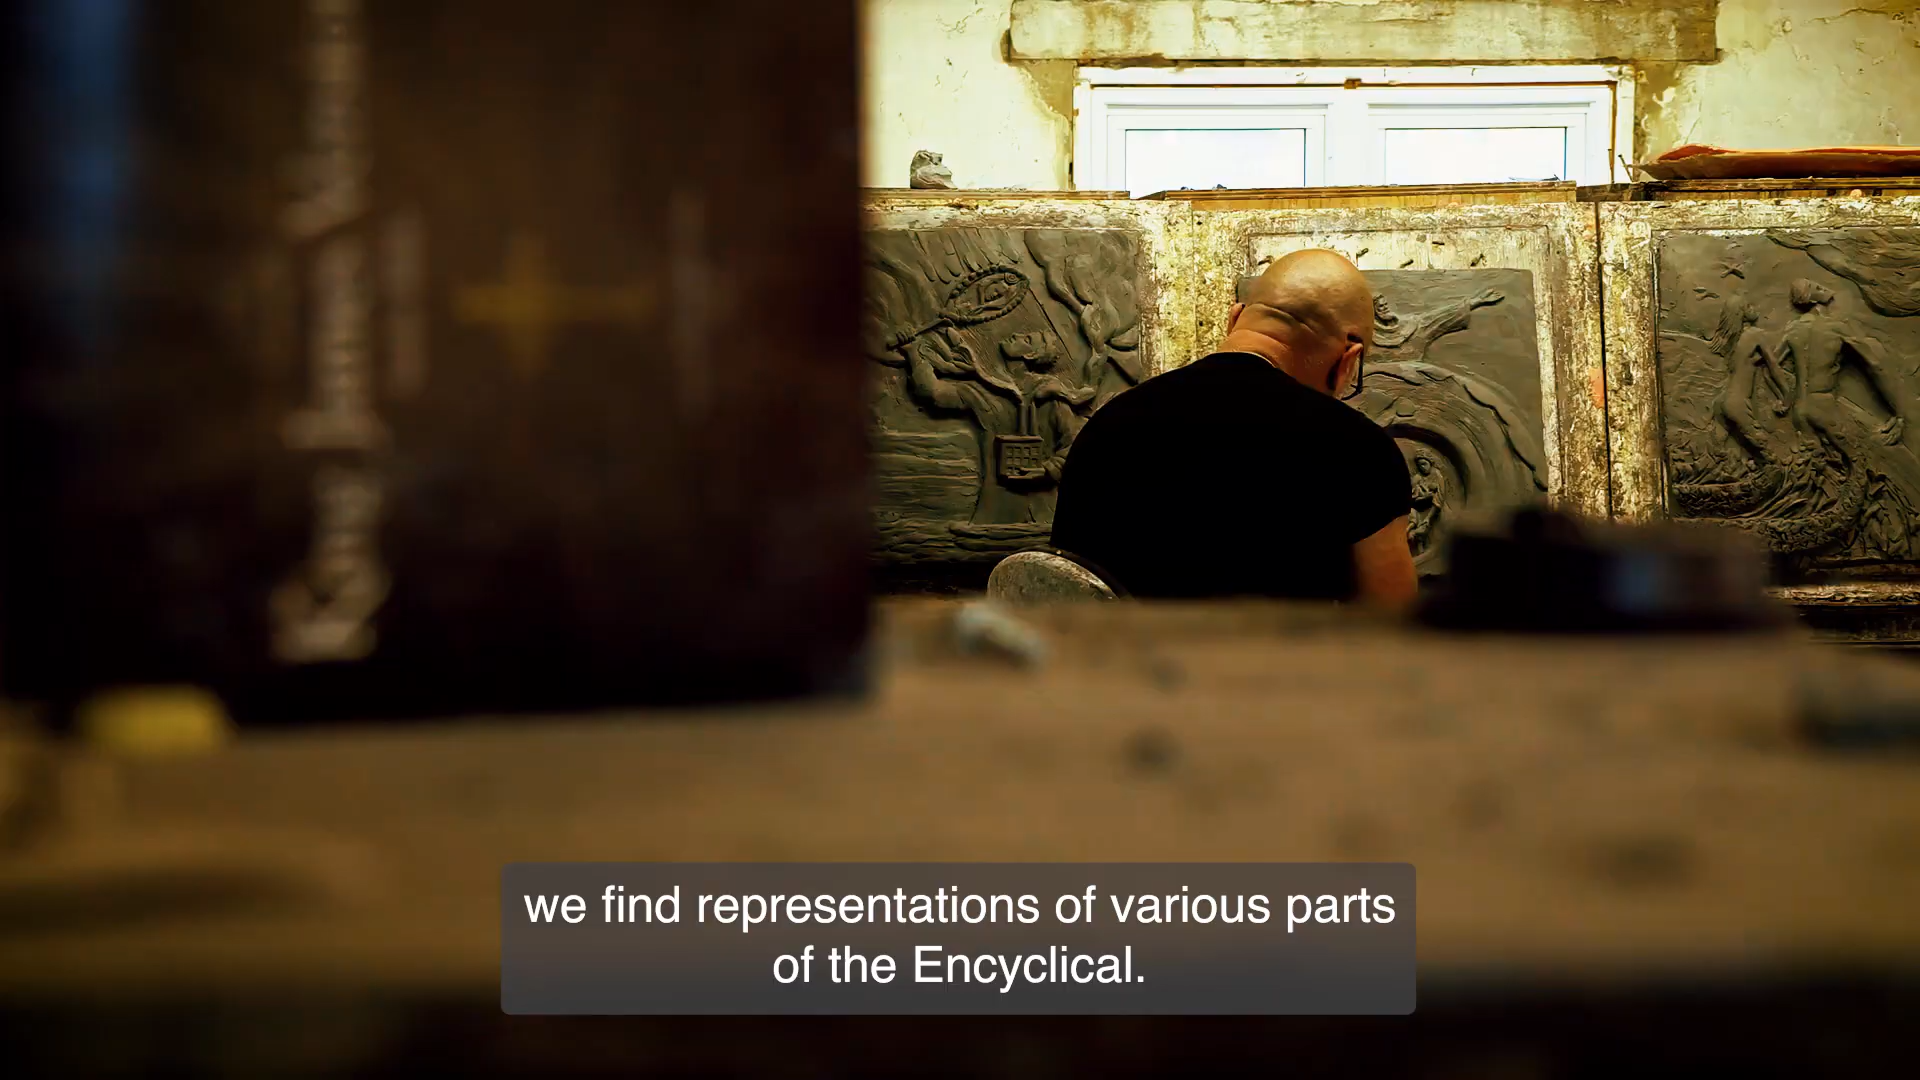 we find representations of various parts
of the Encyclical.